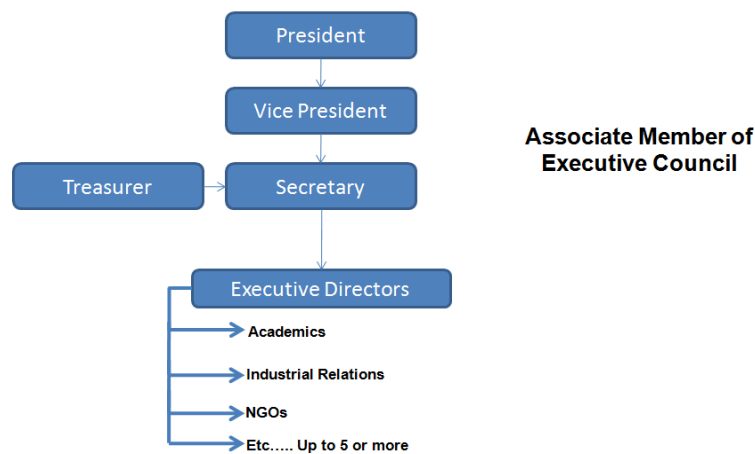 President
Vice President
Associate Member of
Executive Council
Treasurer
Secretary
Executive Directors
Academics
Industrial Relations
NGOs
Etc….. Up to 5 or more